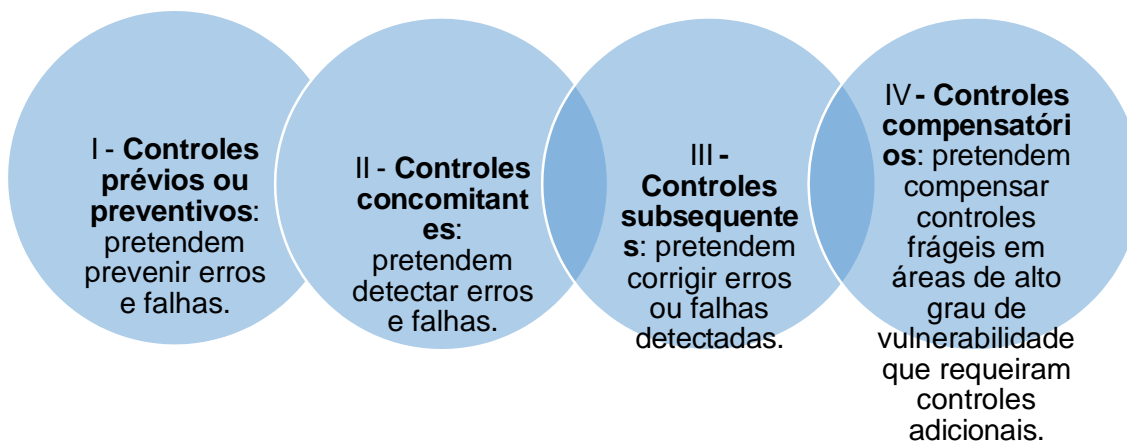 I - Controles
prévios ou
preventivos:
pretendem
prevenir erros
e falhas.
II - Controles
concomitant
es:
pretendem
detectar erros
e falhas.
III -
Controles
subsequente
s: pretendem
corrigir erros
ou falhas
detectadas.
IV - Controles
compensatóri
os: pretendem
compensar
controles
frágeis em
áreas de alto
grau de
vulnerabilidade
que requeiram
controles
adicionais.